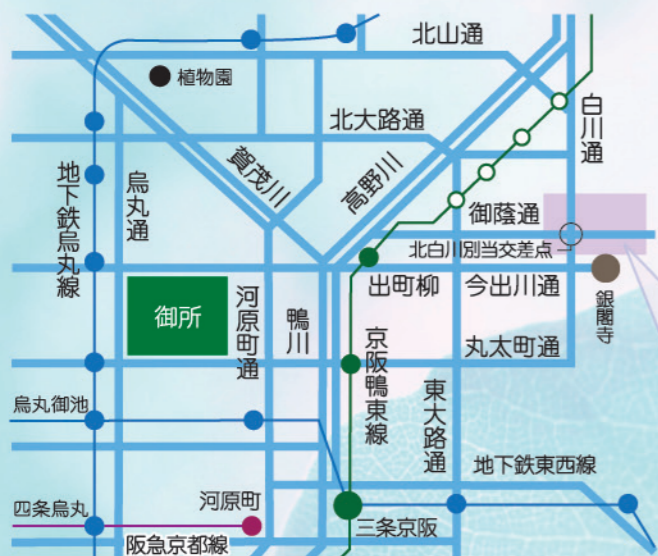 北山通
植物園
北大路通
白川通
賀茂川
高野川
地下鉄烏丸線
烏丸通
御蔭通
北白川別当交差点
出町柳
今出川通
銀閣寺
御所
河原町通
鴨川
京阪鴨東線
丸太町通
東大路通
烏丸御池
地下鉄東西線
四条烏丸
河原町
三条京阪
阪急京都線